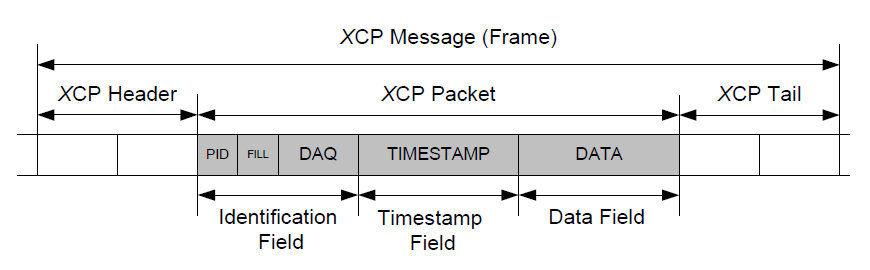 XCP Message (Frame)
XCP Header
XCP Packet
XCP Tail
PID
FILL
DAQ
TIMESTAMP
DATA
Identification
Field
Timestamp
Field
Data Field